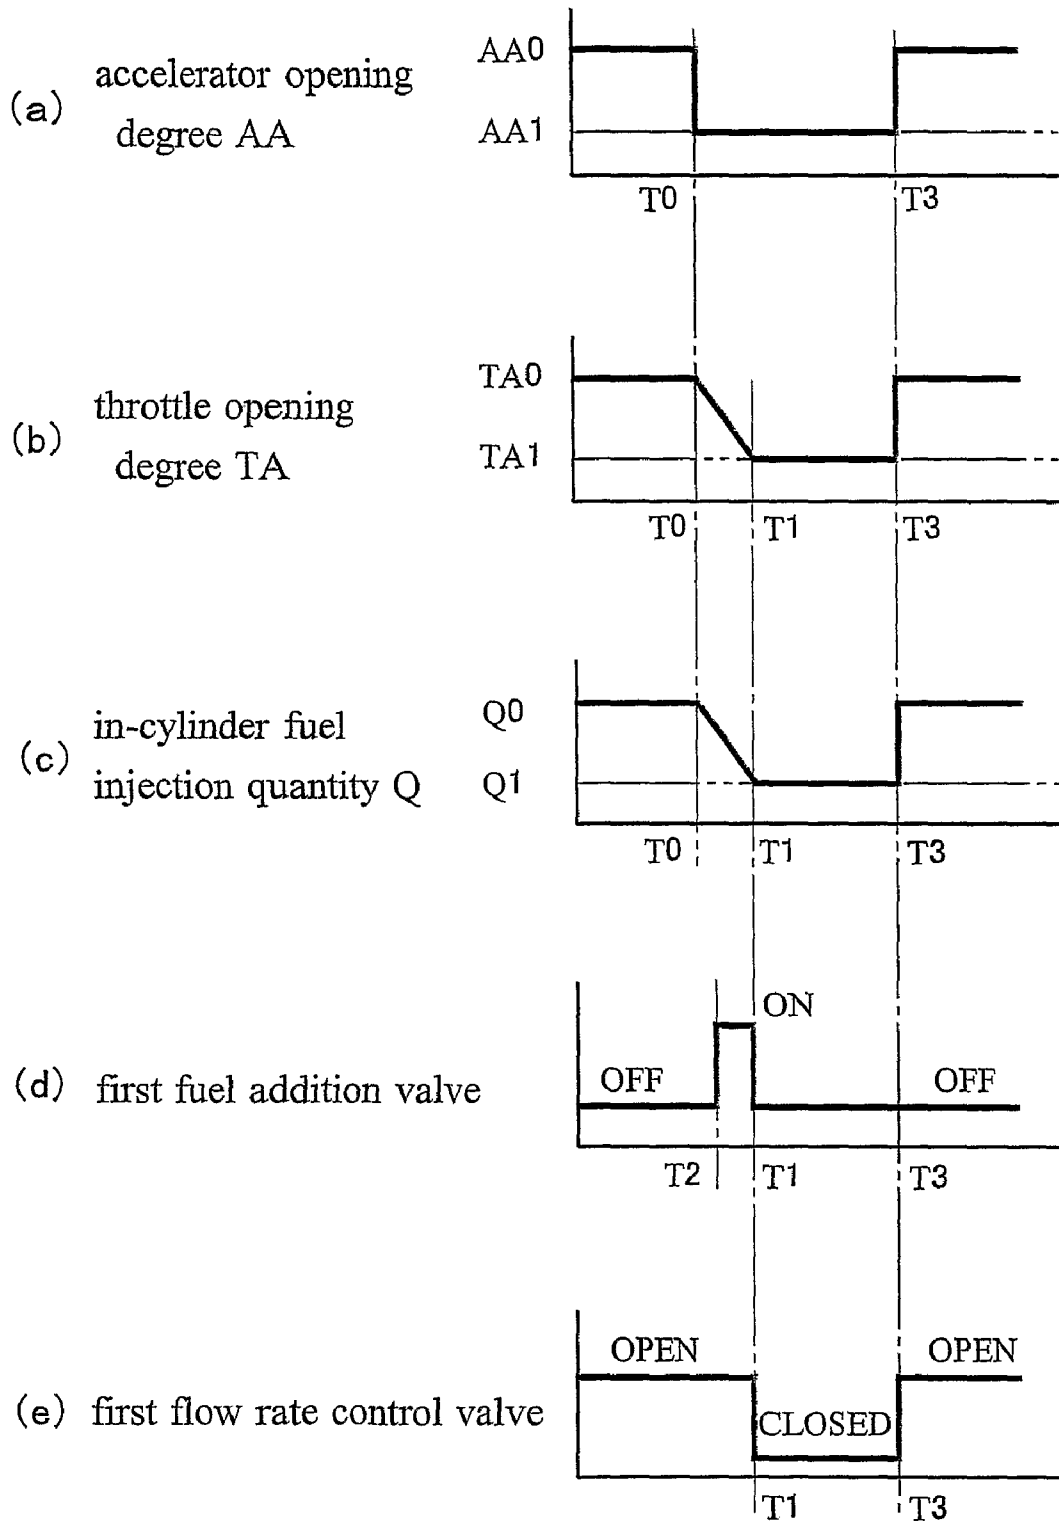 (a) accelerator opening
degree AA
AA0
AA1
T0 T3
(b) throttle opening
degree TA
TA0
TA1
T0 T1 T3
(c) in-cylinder fuel
injection quantity Q
Q0
Q1
T0 T1 T3
(d) first fuel addition valve
OFF ON OFF
T2 T1 T3
(e) first flow rate control valve
OPEN CLOSED OPEN
T1 T3